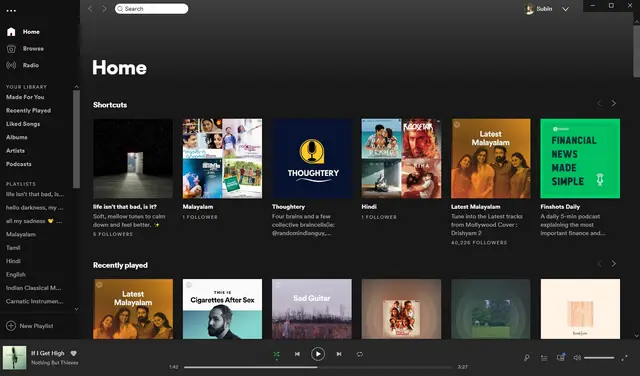 Search
Subin
Home
Browse
Radio
YOUR LIBRARY
Made For You
Recently Played
Liked Songs
Albums
Artists
Podcasts
PLAYLISTS
life isn't that bad, is...
hello darkness, my ...
all my sadness
Malayalam
Tamil
Hindi
English
Indian Classical M...
Carnatic Instrumen...
New Playlist
Home
Shortcuts
THOUGHTERY
ROCKSTAR
Latest
Malayalam
FINANCIAL
NEWS
MADE
SIMPLE
life isn't that bad, is it?
Soft, mellow tunes to calm
down and feel better. ✨
5 FOLLOWERS
Malayalam
1 FOLLOWER
Thoughtery
Four brains and a few
collective braincells(ie:
@randomindianguy,...
Hindi
1 FOLLOWER
Latest Malayalam
Tune into the Latest tracks
from Mollywood Cover :
Drishyam 2
40,226 FOLLOWERS
Finshots Daily
A daily 5-min podcast
explaining the most
important finance and...
Recently played
Latest
Malayalam
THIS IS
Cigarettes After Sex
Sad Guitar
If I Get High
Nothing But Thieves
1:42
3:27